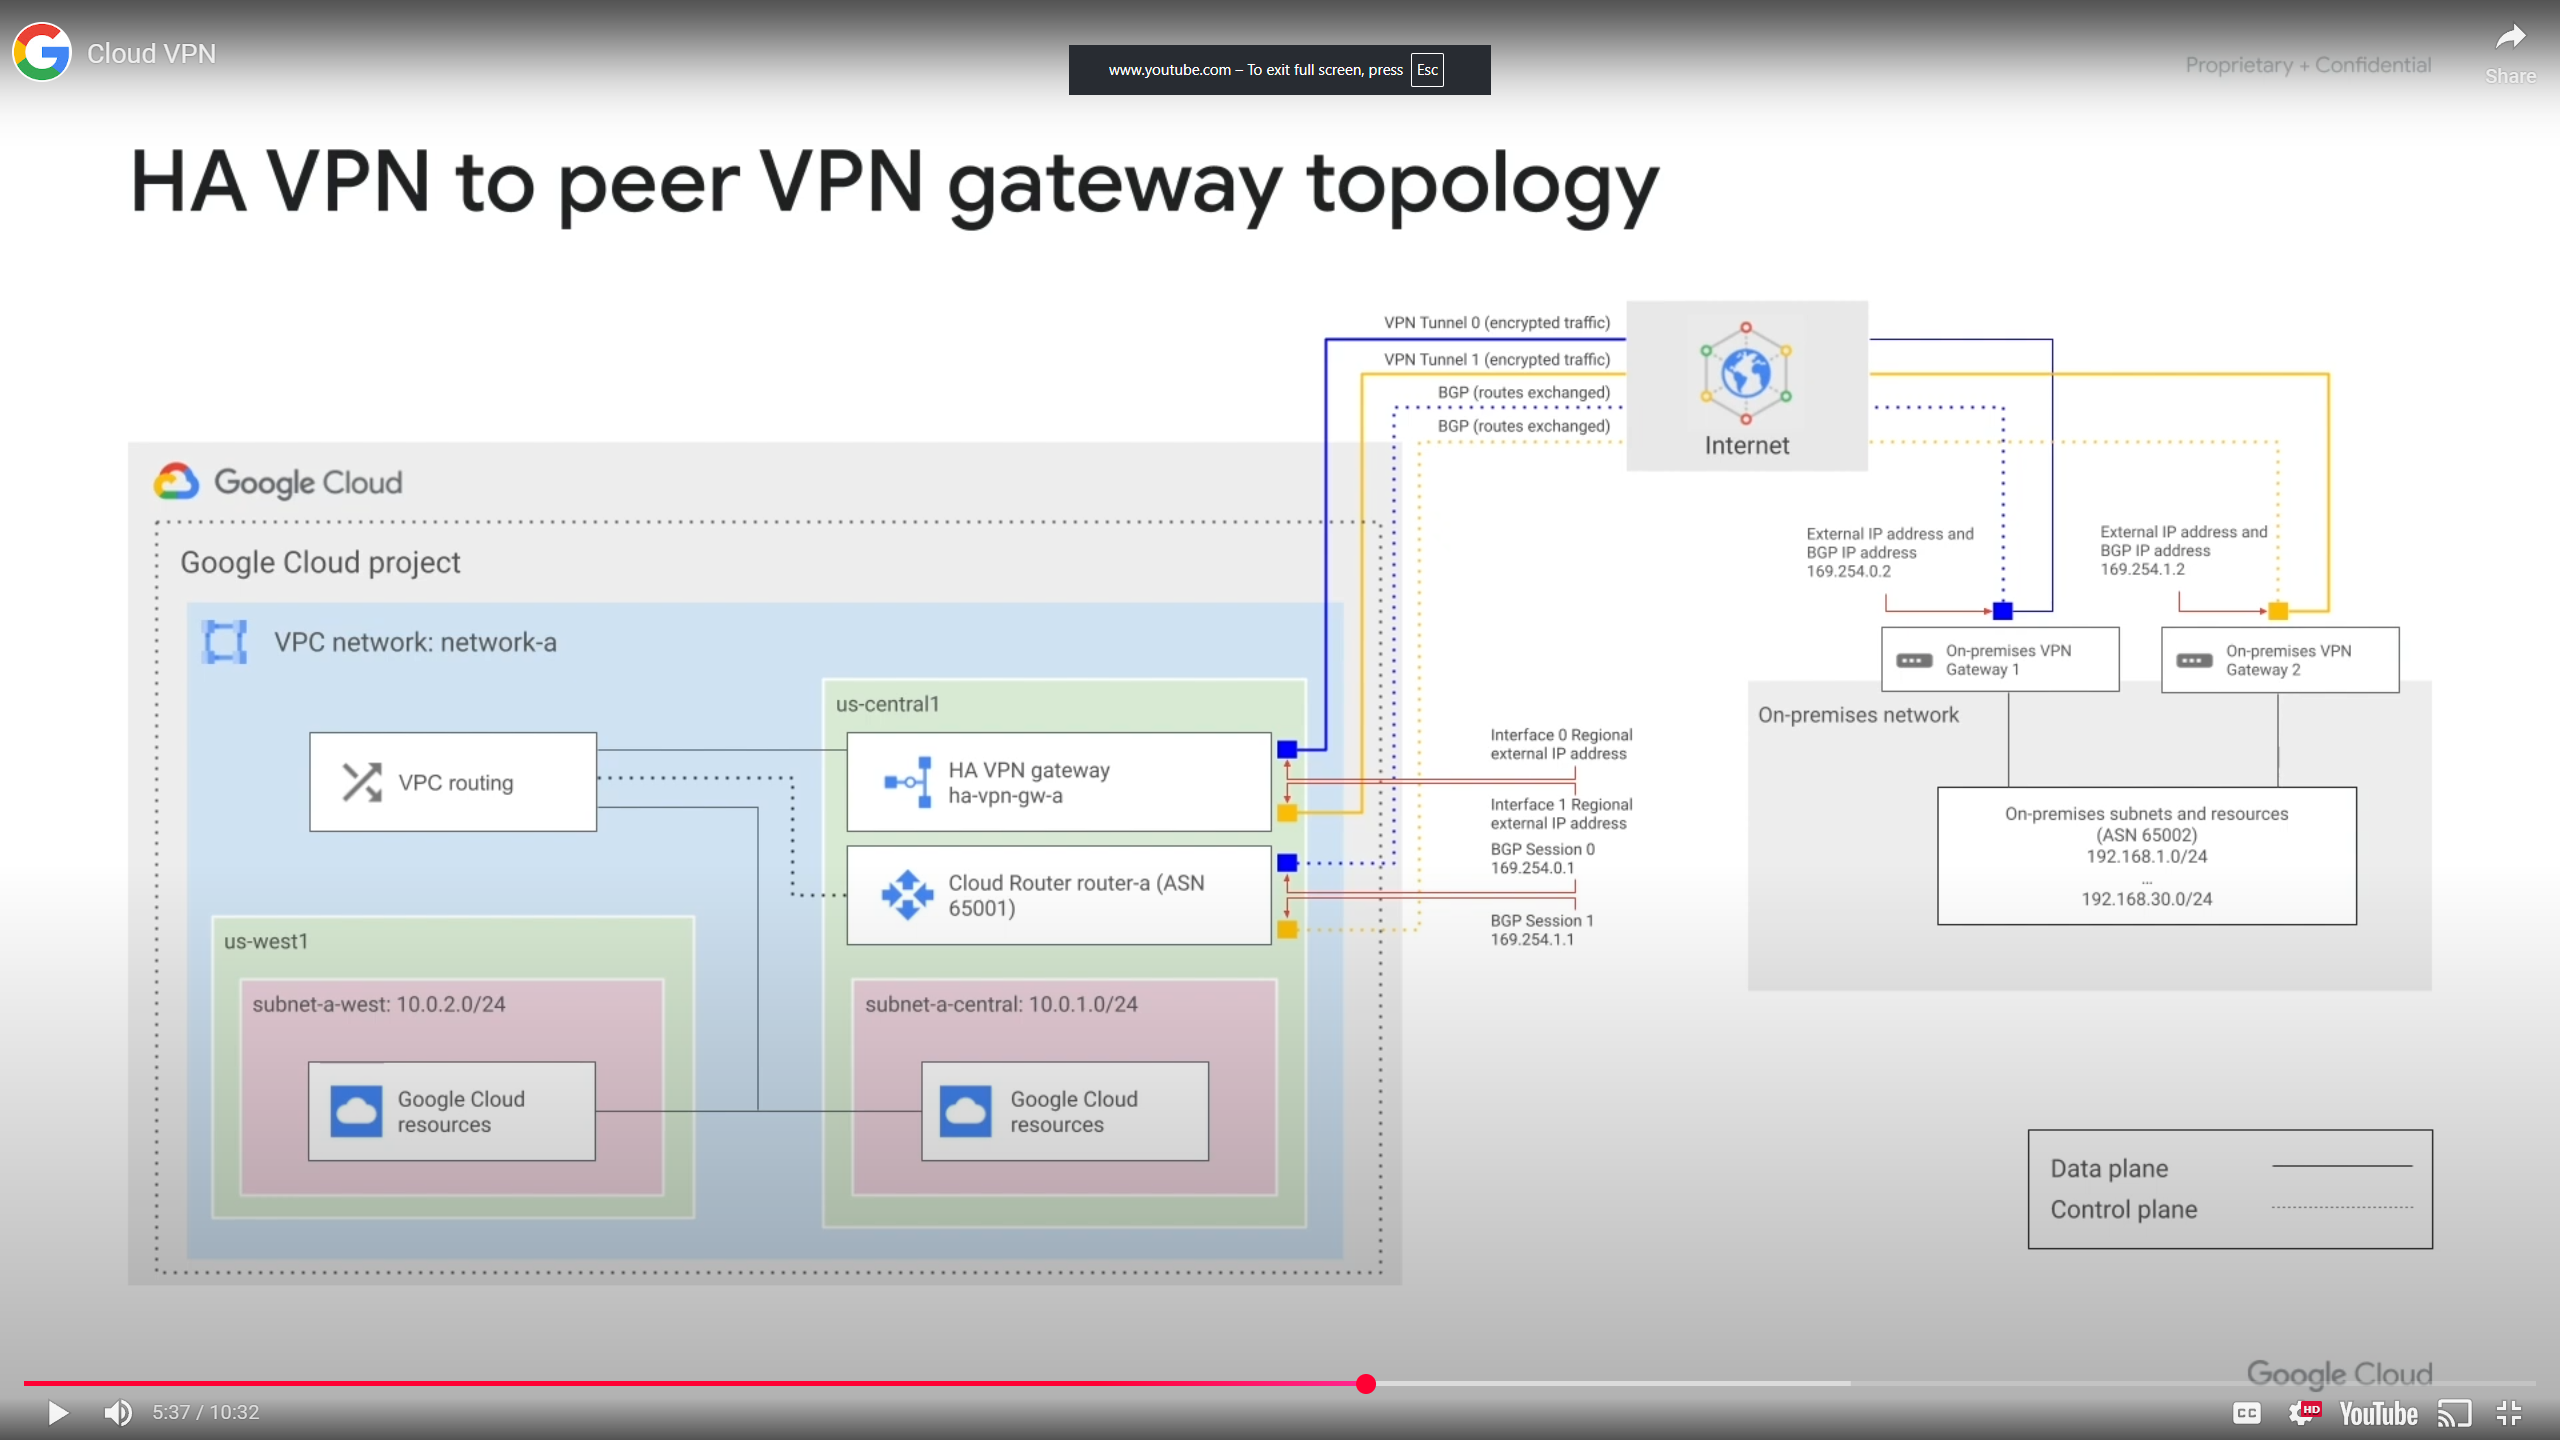 Cloud VPN
www.youtube.com – To exit full screen, press Esc
Proprietary + Confidential
Share
HA VPN to peer VPN gateway topology
VPN Tunnel 0 (encrypted traffic)
VPN Tunnel 1 (encrypted traffic)
BGP (routes exchanged)
BGP (routes exchanged)
Internet
Google Cloud
Google Cloud project
VPC network: network-a
VPC routing
us-central1
HA VPN gateway
ha-vpn-gw-a
Cloud Router router-a (ASN
65001)
us-west1
subnet-a-west: 10.0.2.0/24
Google Cloud
resources
subnet-a-central: 10.0.1.0/24
Google Cloud
resources
Interface 0 Regional
external IP address
Interface 1 Regional
external IP address
BGP Session 0
169.254.0.1
BGP Session 1
169.254.1.1
External IP address and
BGP IP address
169.254.0.2
External IP address and
BGP IP address
169.254.1.2
On-premises VPN
Gateway 1
On-premises VPN
Gateway 2
On-premises network
On-premises subnets and resources
(ASN 65002)
192.168.1.0/24
...
192.168.30.0/24
Data plane
Control plane
Google Cloud
5:37 / 10:32
CC
HD
YouTube